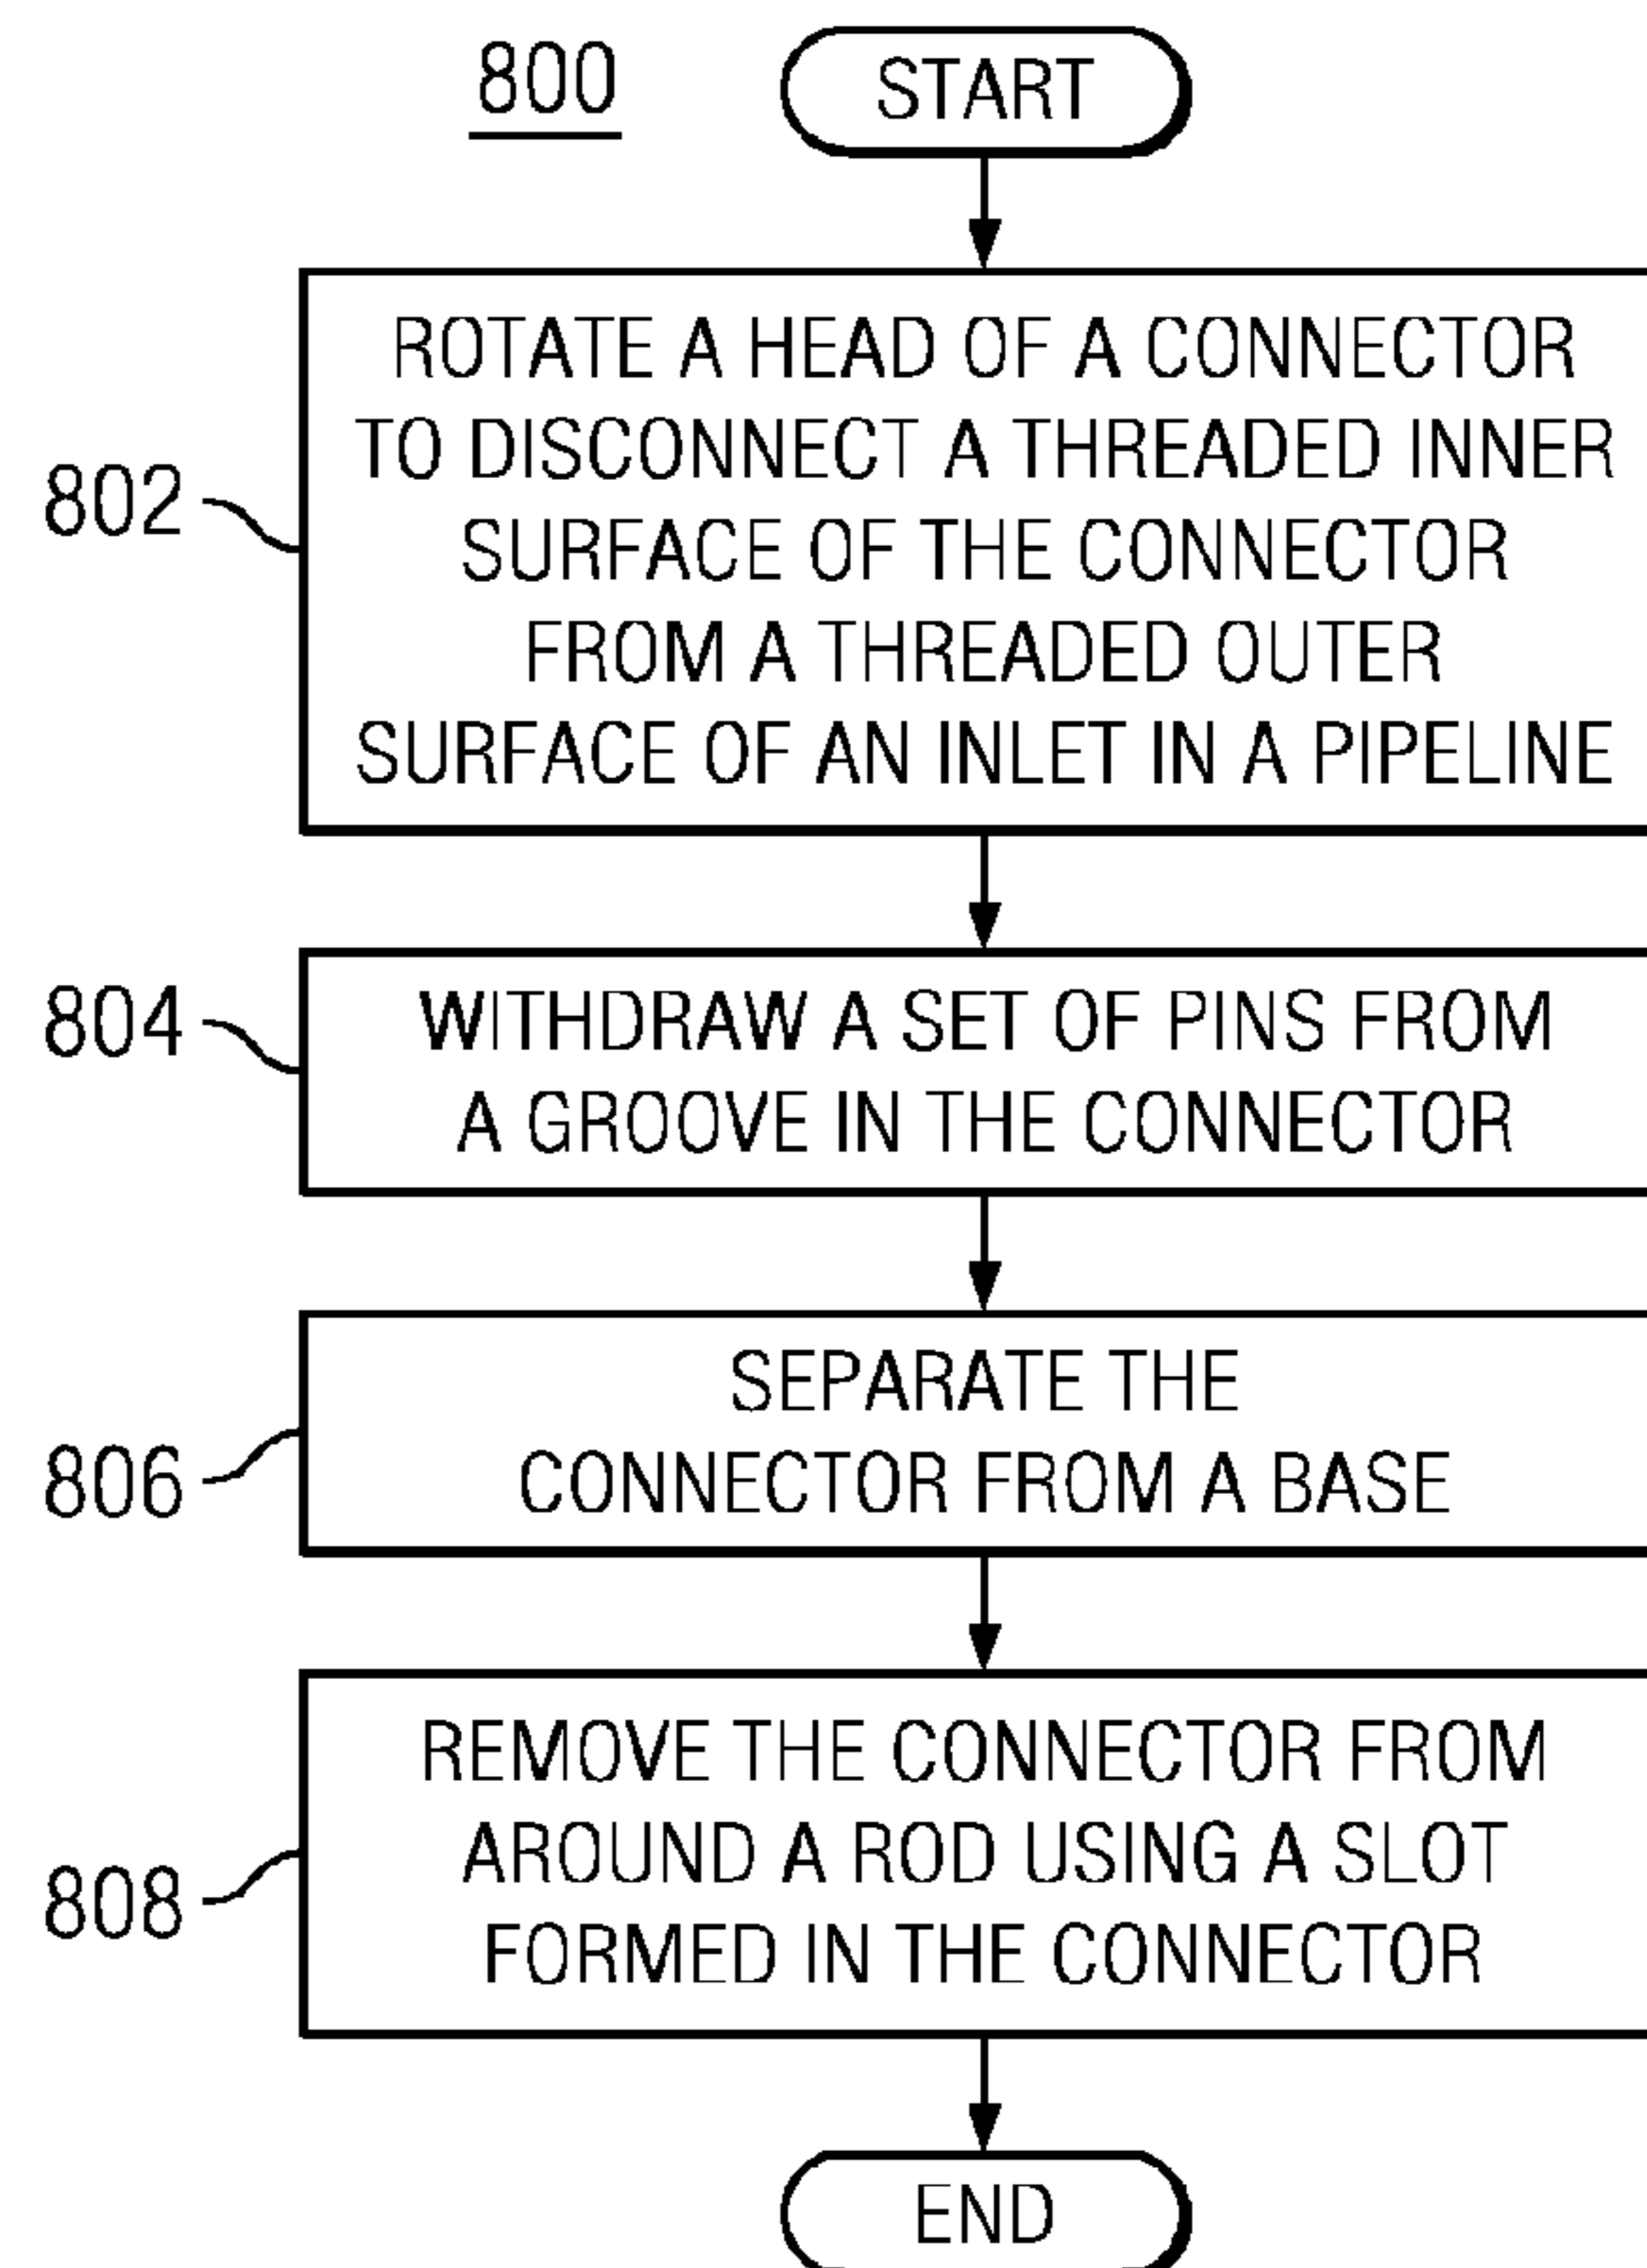 800
START
802
ROTATE A HEAD OF A CONNECTOR
TO DISCONNECT A THREADED INNER
SURFACE OF THE CONNECTOR
FROM A THREADED OUTER
SURFACE OF AN INLET IN A PIPELINE
804
WITHDRAW A SET OF PINS FROM
A GROOVE IN THE CONNECTOR
806
SEPARATE THE
CONNECTOR FROM A BASE
808
REMOVE THE CONNECTOR FROM
AROUND A ROD USING A SLOT
FORMED IN THE CONNECTOR
END